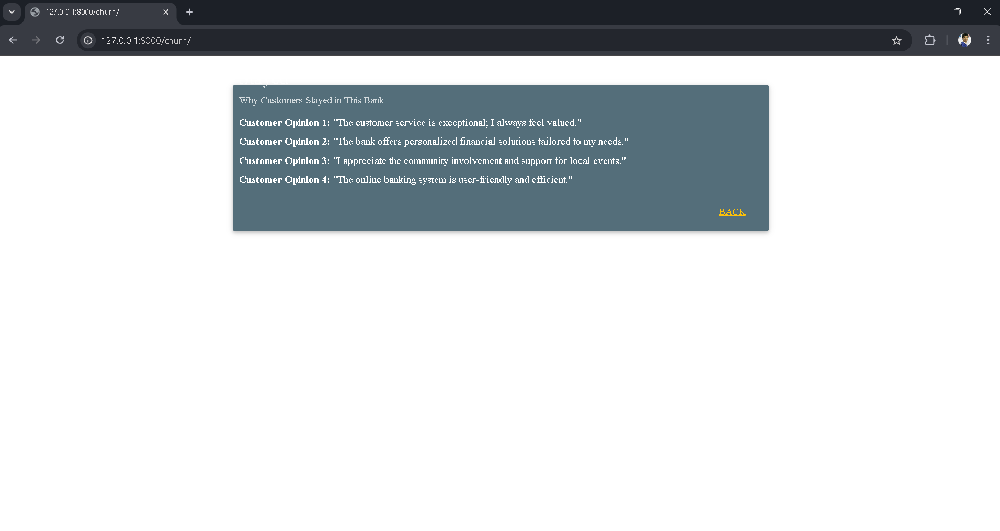 127.0.0.1:8000/churn/
127.0.0.1:8000/churn/
Why Customers Stayed in This Bank
Customer Opinion 1: "The customer service is exceptional; I always feel valued."
Customer Opinion 2: "The bank offers personalized financial solutions tailored to my needs."
Customer Opinion 3: "I appreciate the community involvement and support for local events."
Customer Opinion 4: "The online banking system is user-friendly and efficient."
BACK